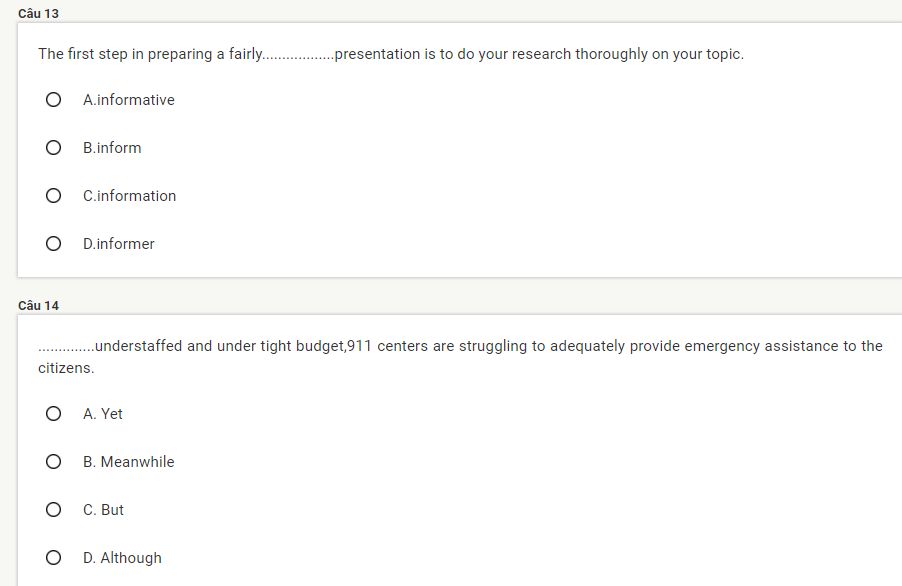 Câu 13
The first step in preparing a fairly..................presentation is to do your research thoroughly on your topic.
A.informative
B.inform
C.information
D.informer
Câu 14
..............understaffed and under tight budget,911 centers are struggling to adequately provide emergency assistance to the
citizens.
A. Yet
B. Meanwhile
C. But
D. Although